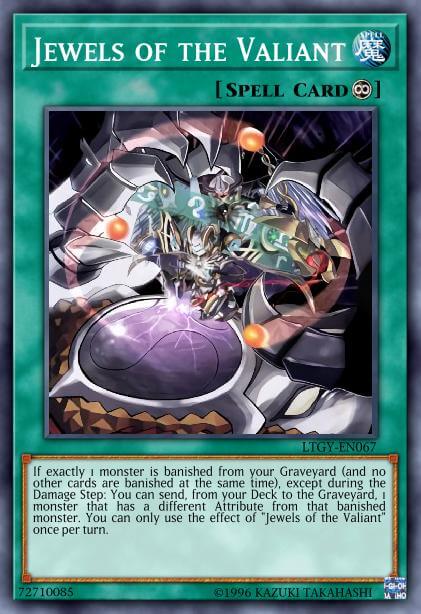 JEWELS OF THE VALIANT
SPELL
魔
[SPELL CARD]
LTGY-EN067
If exactly 1 monster is banished from your Graveyard (and no
other cards are banished at the same time), except during the
Damage Step: You can send, from your Deck to the Graveyard, 1
monster that has a different Attribute from that banished
monster. You can only use the effect of "Jewels of the Valiant"
once per turn.
72710085
©1996 KAZUKI TAKAHASHI